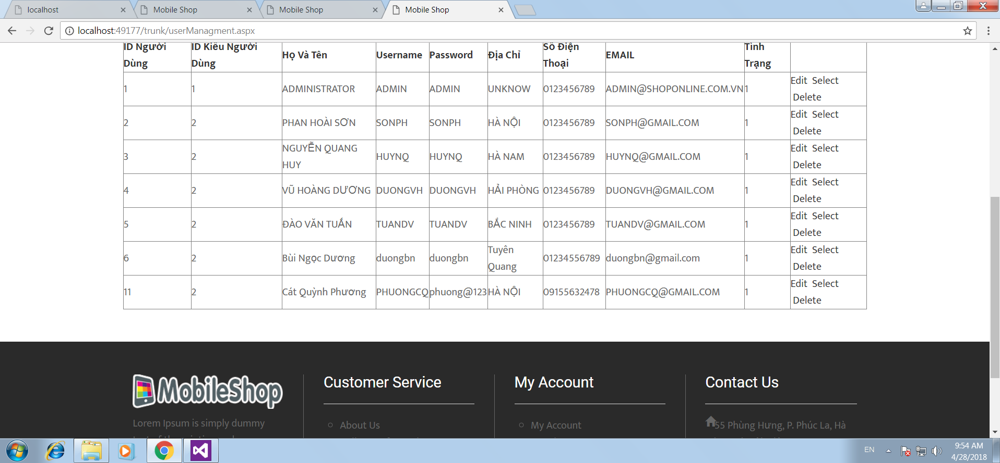 localhost
Mobile Shop
Mobile Shop
Mobile Shop
localhost:49177/trunk/userManagment.aspx
ID Người Dùng ID Kiểu Người Dùng Họ Và Tên Username Password Địa Chỉ Số Điện Thoại EMAIL Tình Trạng
1 1 ADMINISTRATOR ADMIN ADMIN UNKNOW 0123456789 ADMIN@SHOPONLINE.COM.VN 1 Edit Select Delete
2 2 PHAN HOÀI SƠN SONPH SONPH HÀ NỘI 0123456789 SONPH@GMAIL.COM 1 Edit Select Delete
3 2 NGUYỄN QUANG HUY HUYNQ HUYNQ HÀ NAM 0123456789 HUYNQ@GMAIL.COM 1 Edit Select Delete
4 2 VŨ HOÀNG DƯƠNG DUONGVH DUONGVH HẢI PHÒNG 0123456789 DUONGVH@GMAIL.COM 1 Edit Select Delete
5 2 ĐÀO VĂN TUẤN TUANDV TUANDV BẮC NINH 0123456789 TUANDV@GMAIL.COM 1 Edit Select Delete
6 2 Bùi Ngọc Dương duongbn duongbn Tuyên Quang 01234556789 duongbn@gmail.com 1 Edit Select Delete
11 2 Cát Quỳnh Phương PHUONGCQ phuong@123 HÀ NỘI 09155632478 PHUONGCQ@GMAIL.COM 1 Edit Select Delete
MobileShop
Lorem Ipsum is simply dummy
Customer Service
About Us
My Account
My Account
Contact Us
55 Phùng Hưng, P. Phúc La, Hà
EN
9:54 AM
4/28/2018